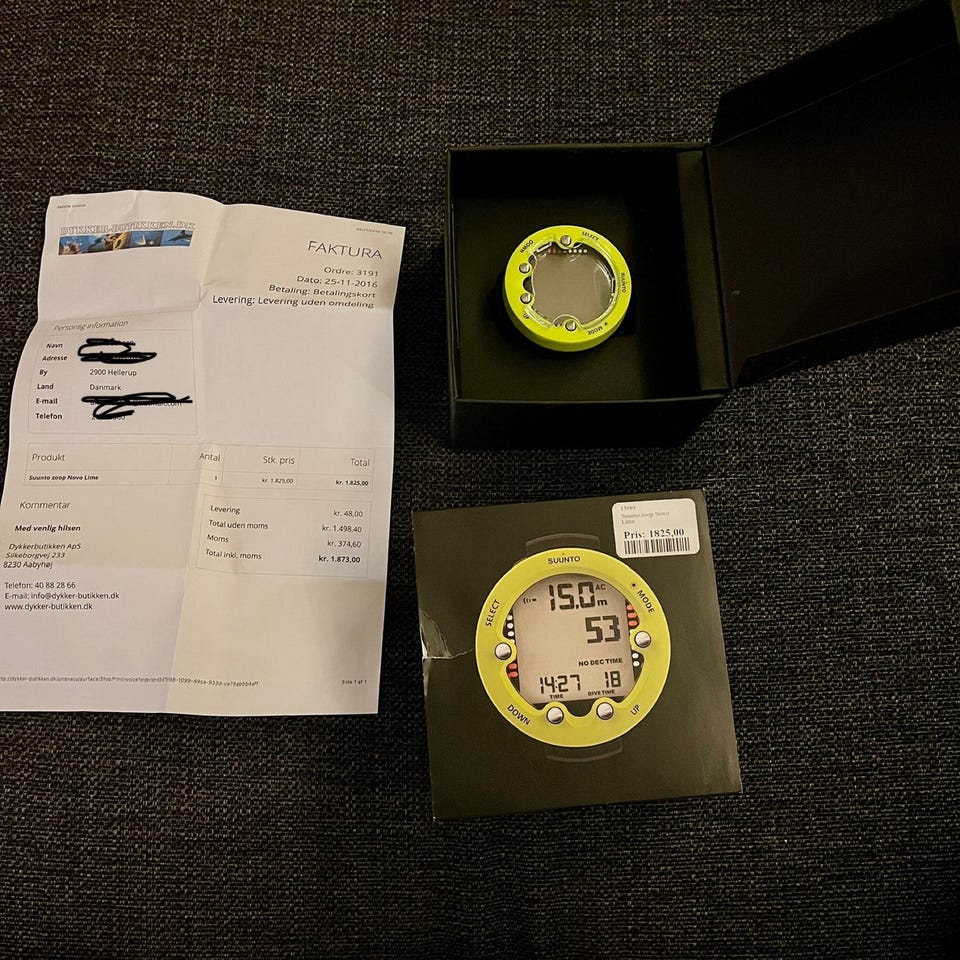 DYKKER-BUTIKKEN.DK
FAKTURA
Ordre: 3191
Dato: 25-11-2016
Betaling: Betalingskort
Levering: Levering uden omdeling
Personlig information
Navn
Adresse
By 2900 Hellerup
Land Danmark
E-mail
Telefon
Produkt Antal Stk. pris Total
Suunto zoop Novo Lime 1 kr. 1.825,00 kr. 1.825,00
Levering kr. 48,00
Total uden moms kr. 1.498,40
Moms kr. 374,60
Total inkl. moms kr. 1.873,00
Kommentar
Med venlig hilsen
Dykkerbutikken ApS
Silkeborgvej 233
8230 Aabyhøj
Telefon: 40 88 28 66
E-mail: info@dykker-butikken.dk
www.dykker-butikken.dk
Side 1 af 1
SELECT
SUUNTO
MODE
UP
DOWN
13099
Suunto zoop Novo
Lime
Pris: 1825,00
SUUNTO
SELECT
MODE
15.0 m
AC
53
NO DEC TIME
14:27 18
TIME DIVE TIME
DOWN
UP